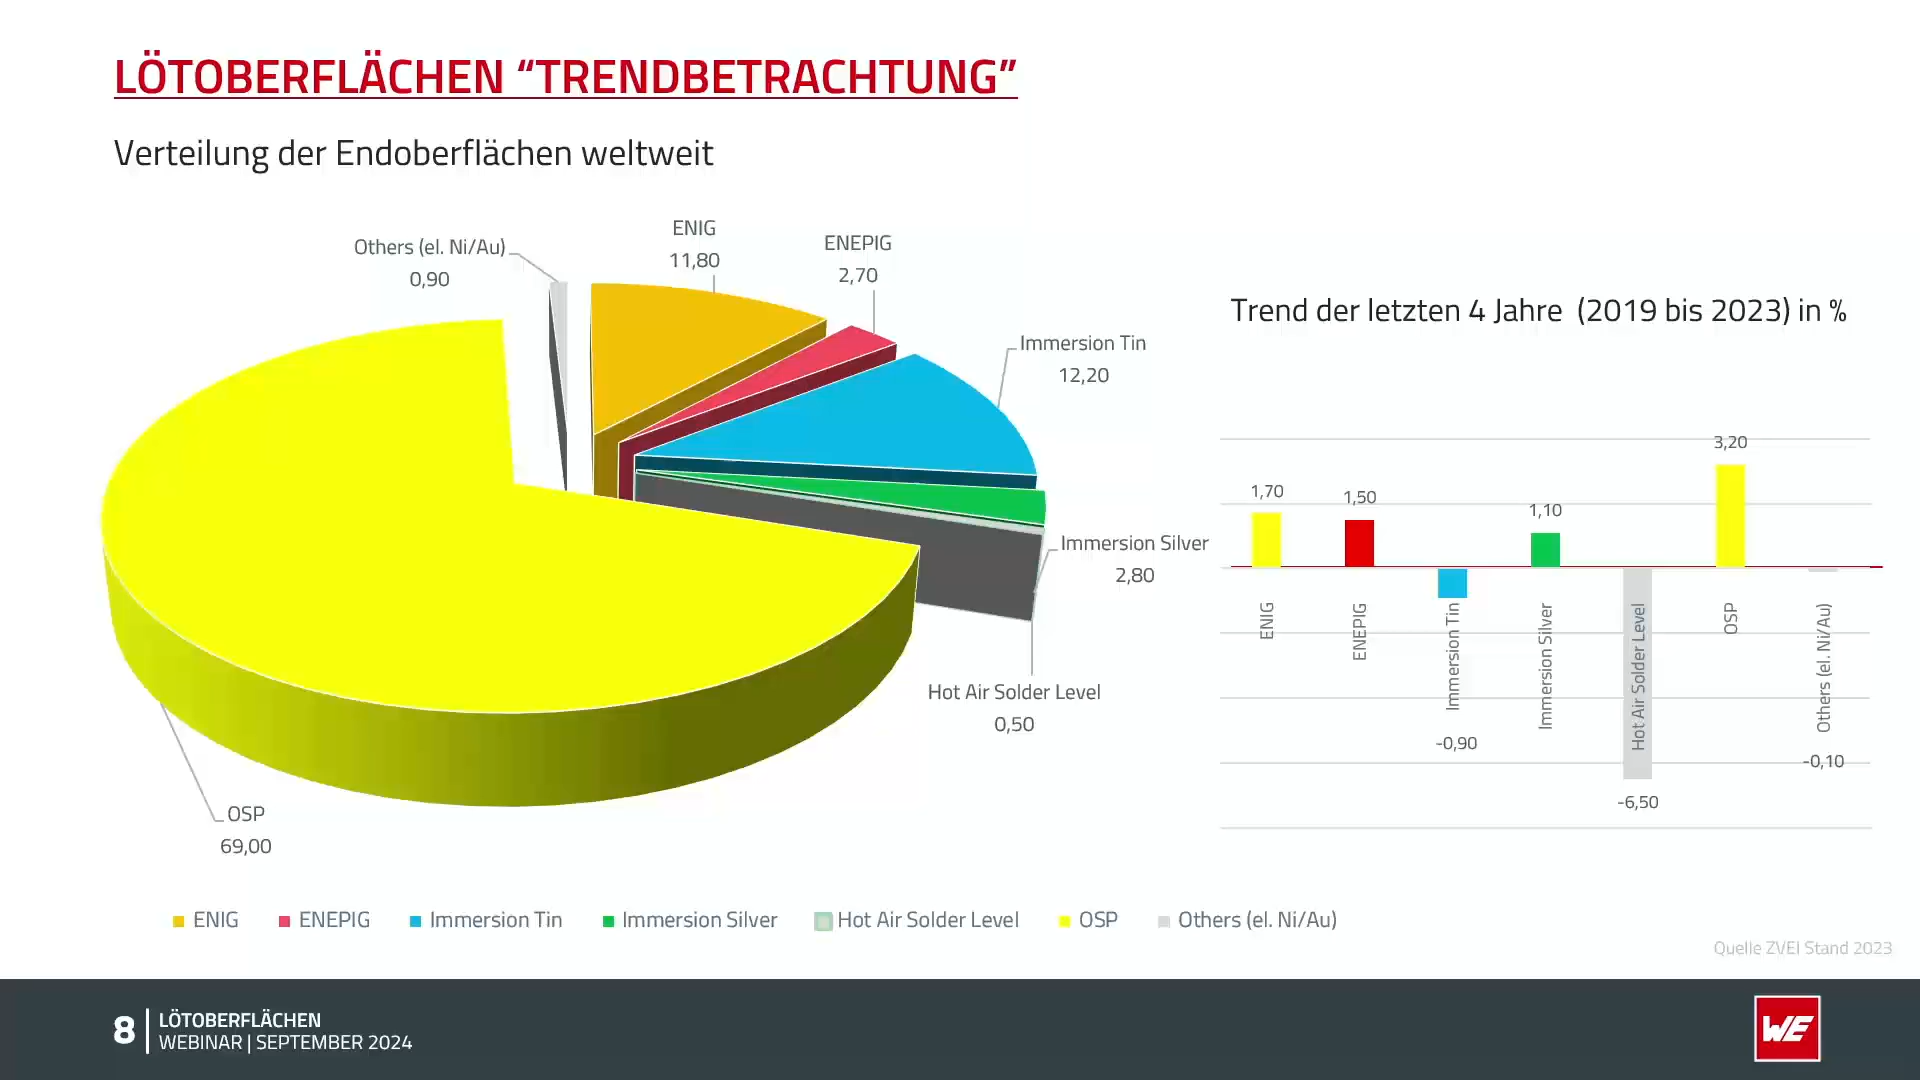 LÖTOBERFLÄCHEN “TRENDBETRACHTUNG”
Verteilung der Endoberflächen weltweit
Others (el. Ni/Au)
0,90
ENIG
11,80
ENEPIG
2,70
Immersion Tin
12,20
Immersion Silver
2,80
Hot Air Solder Level
0,50
OSP
69,00
Trend der letzten 4 Jahre (2019 bis 2023) in %
1,70
1,50
1,10
3,20
ENIG
ENEPIG
Immersion Tin
Immersion Silver
Hot Air Solder Level
OSP
Others (el. Ni/Au)
-0,90
-6,50
-0,10
ENIG
ENEPIG
Immersion Tin
Immersion Silver
Hot Air Solder Level
OSP
Others (el. Ni/Au)
Quelle ZVEI Stand 2023
8
LÖTOBERFLÄCHEN
WEBINAR | SEPTEMBER 2024
WE